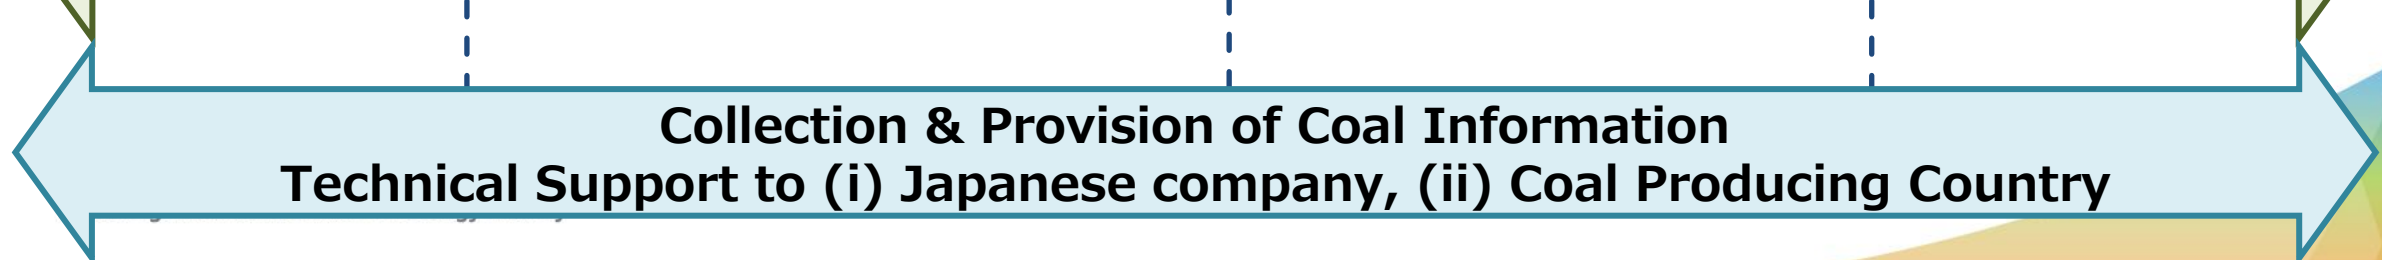 Collection & Provision of Coal Information
Technical Support to (i) Japanese company, (ii) Coal Producing Country